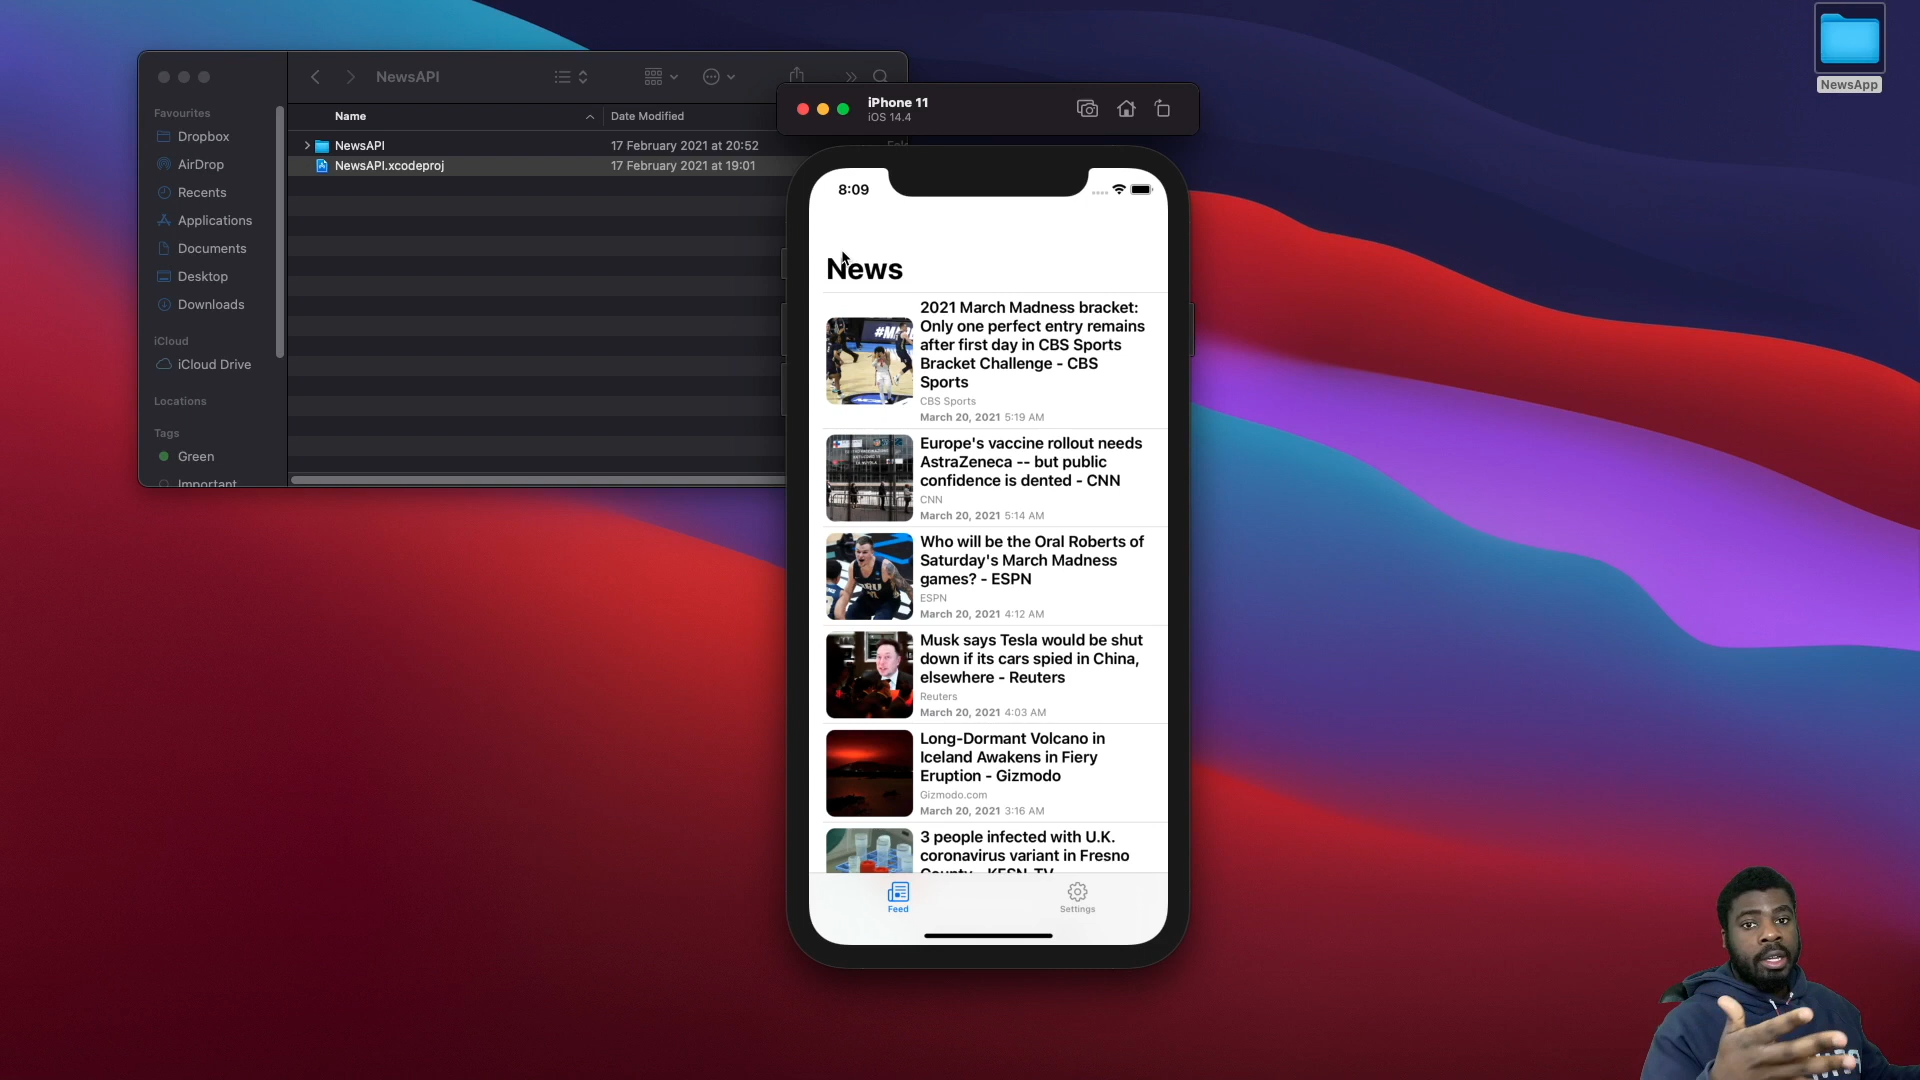 NewsApp
NewsAPI
Favourites
Dropbox
AirDrop
Recents
Applications
Documents
Desktop
Downloads
iCloud
iCloud Drive
Locations
Tags
Green
Important
Name
Date Modified
NewsAPI
17 February 2021 at 20:52
NewsAPI.xcodeproj
17 February 2021 at 19:01
iPhone 11
iOS 14.4
8:09
News
2021 March Madness bracket:
Only one perfect entry remains
after first day in CBS Sports
Bracket Challenge - CBS
Sports
CBS Sports
March 20, 2021 5:19 AM
Europe's vaccine rollout needs
AstraZeneca -- but public
confidence is dented - CNN
CNN
March 20, 2021 5:14 AM
Who will be the Oral Roberts of
Saturday's March Madness
games? - ESPN
ESPN
March 20, 2021 4:12 AM
Musk says Tesla would be shut
down if its cars spied in China,
elsewhere - Reuters
Reuters
March 20, 2021 4:03 AM
Long-Dormant Volcano in
Iceland Awakens in Fiery
Eruption - Gizmodo
Gizmodo.com
March 20, 2021 3:16 AM
3 people infected with U.K.
coronavirus variant in Fresno
County - KFSN-TV
Feed
Settings